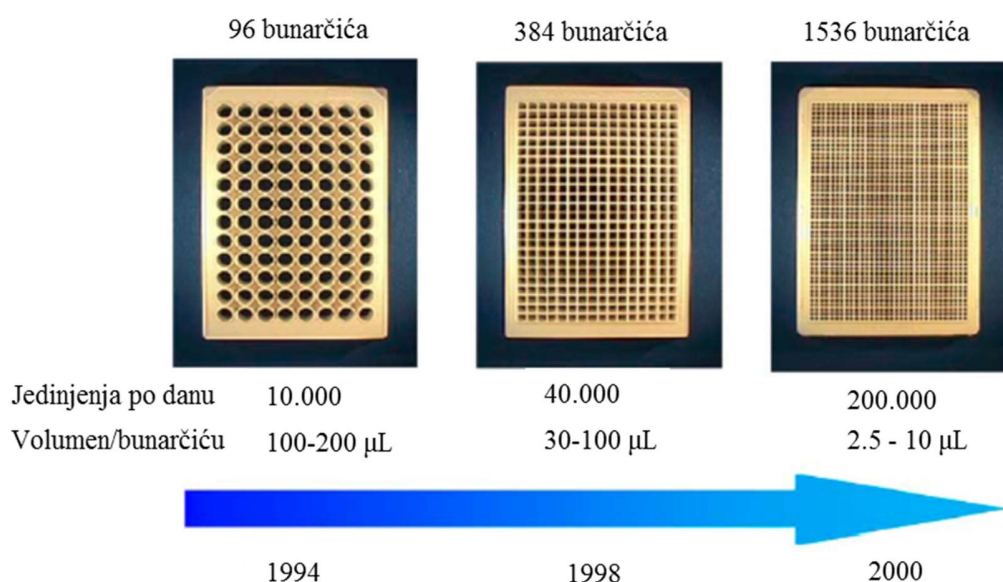 96 bunarčića 384 bunarčića 1536 bunarčića
Jedinjenja po danu 10.000 40.000 200.000
Volumen/bunarčiću 100-200 μL 30-100 μL 2.5 - 10 μL
1994 1998 2000